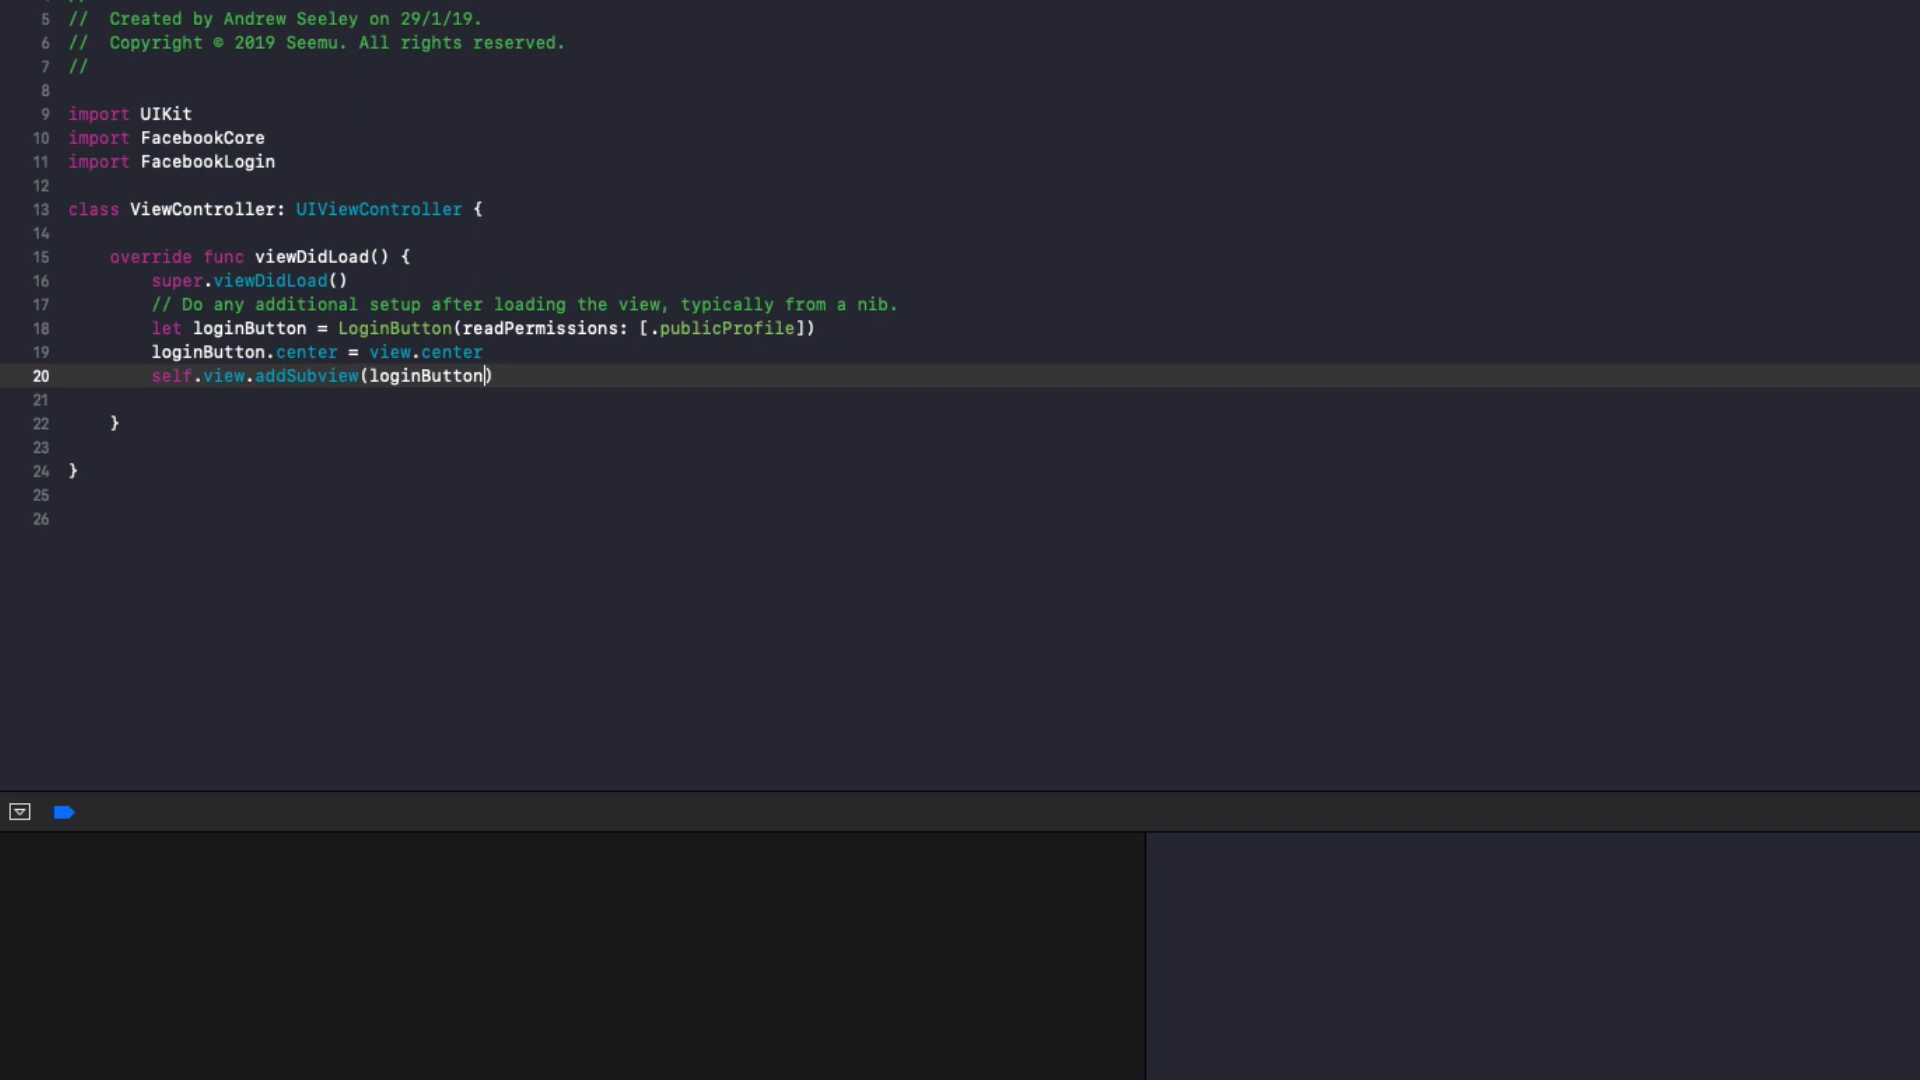 5 //  Created by Andrew Seeley on 29/1/19.
6 //  Copyright © 2019 Seemu. All rights reserved.
7 //
8
9 import UIKit
10 import FacebookCore
11 import FacebookLogin
12
13 class ViewController: UIViewController {
14
15     override func viewDidLoad() {
16         super.viewDidLoad()
17         // Do any additional setup after loading the view, typically from a nib.
18         let loginButton = LoginButton(readPermissions: [.publicProfile])
19         loginButton.center = view.center
20         self.view.addSubview(loginButton)
21
22     }
23
24 }
25
26